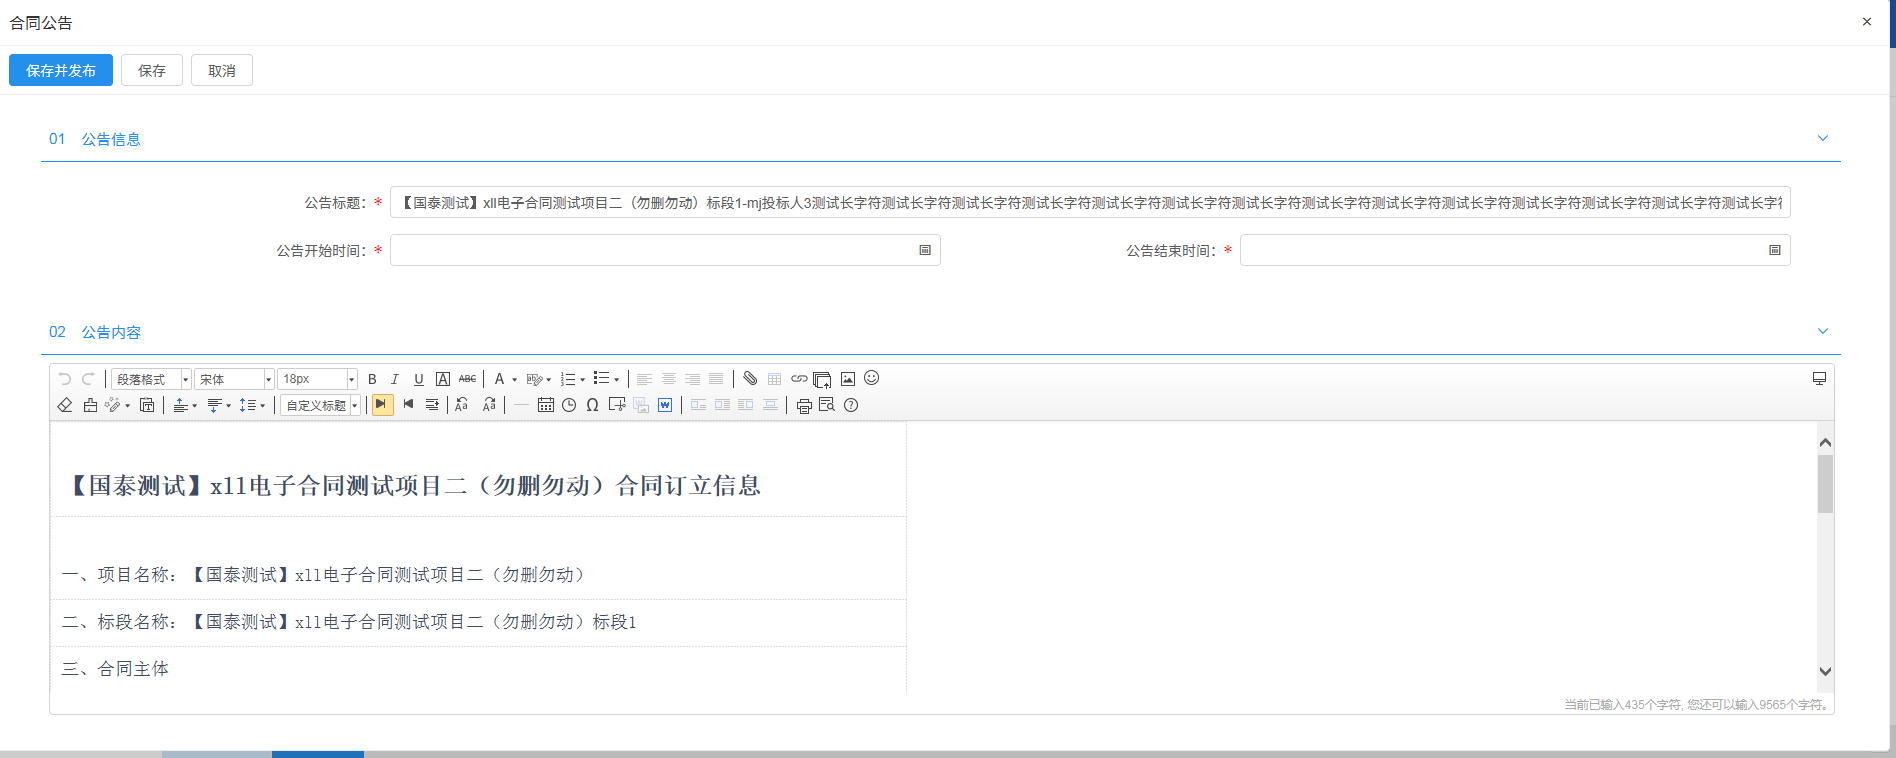 合同公告
×
保存并发布 保存 取消
01 公告信息
公告标题：* 【国泰测试】xll电子合同测试项目二（勿删勿动）标段1-mj投标人3测试长字符测试长字符测试长字符测试长字符测试长字符测试长字符测试长字符测试长字符测试长字符测试长字符测试长字符测试长字符测试长字符测试长字
公告开始时间：* 公告结束时间：*
02 公告内容
段落格式 宋体 18px B I U A ABC A
自定义标题
【国泰测试】xll电子合同测试项目二（勿删勿动）合同订立信息
一、项目名称：【国泰测试】xll电子合同测试项目二（勿删勿动）
二、标段名称：【国泰测试】xll电子合同测试项目二（勿删勿动）标段1
三、合同主体
当前已输入435个字符, 您还可以输入9565个字符。